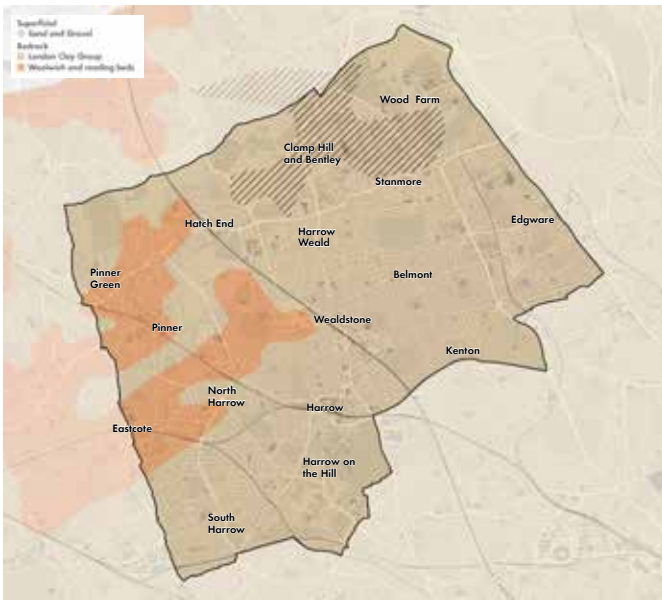 Superficial
Sand and Gravel
Bedrock
London Clay Group
Woolwich and reading beds
Wood Farm
Clamp Hill
and Bentley
Stanmore
Hatch End
Edgware
Harrow
Weald
Pinner
Green
Belmont
Wealdstone
Pinner
Kenton
North
Harrow
Harrow
Eastcote
Harrow on
the Hill
South
Harrow